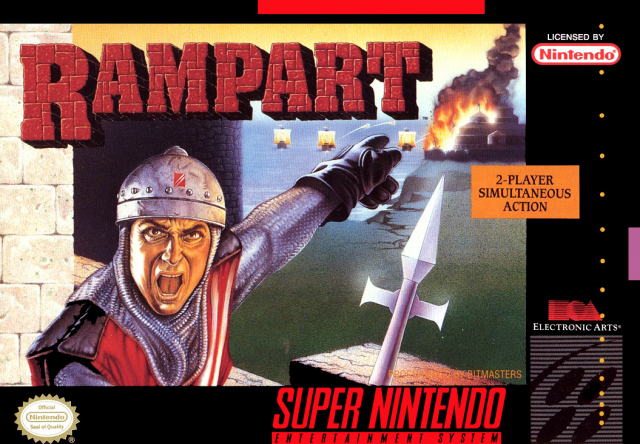 RAMPART
LICENSED BY
Nintendo®
2-PLAYER
SIMULTANEOUS
ACTION
ELECTRONIC ARTS®
BITMASTERS
SUPER NINTENDO
ENTERTAINMENT SYSTEM
Official
Nintendo
Seal of Quality